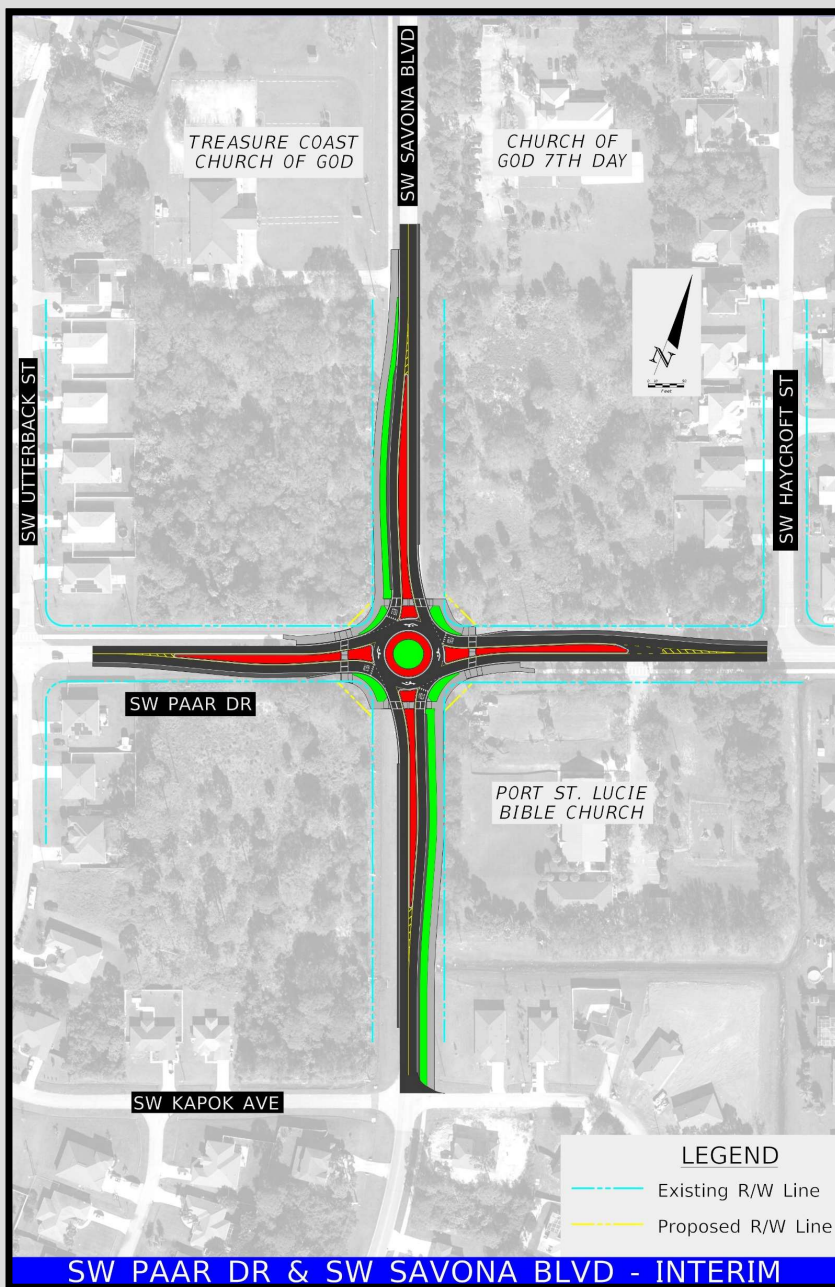 SW SAVONA BLVD
TREASURE COAST
CHURCH OF GOD
CHURCH OF
GOD 7TH DAY
N
Feet
SW UTTERBACK ST
SW HAYCROFT ST
SW PAAR DR
PORT ST. LUCIE
BIBLE CHURCH
SW KAPOK AVE
LEGEND
Existing R/W Line
Proposed R/W Line
SW PAAR DR & SW SAVONA BLVD - INTERIM